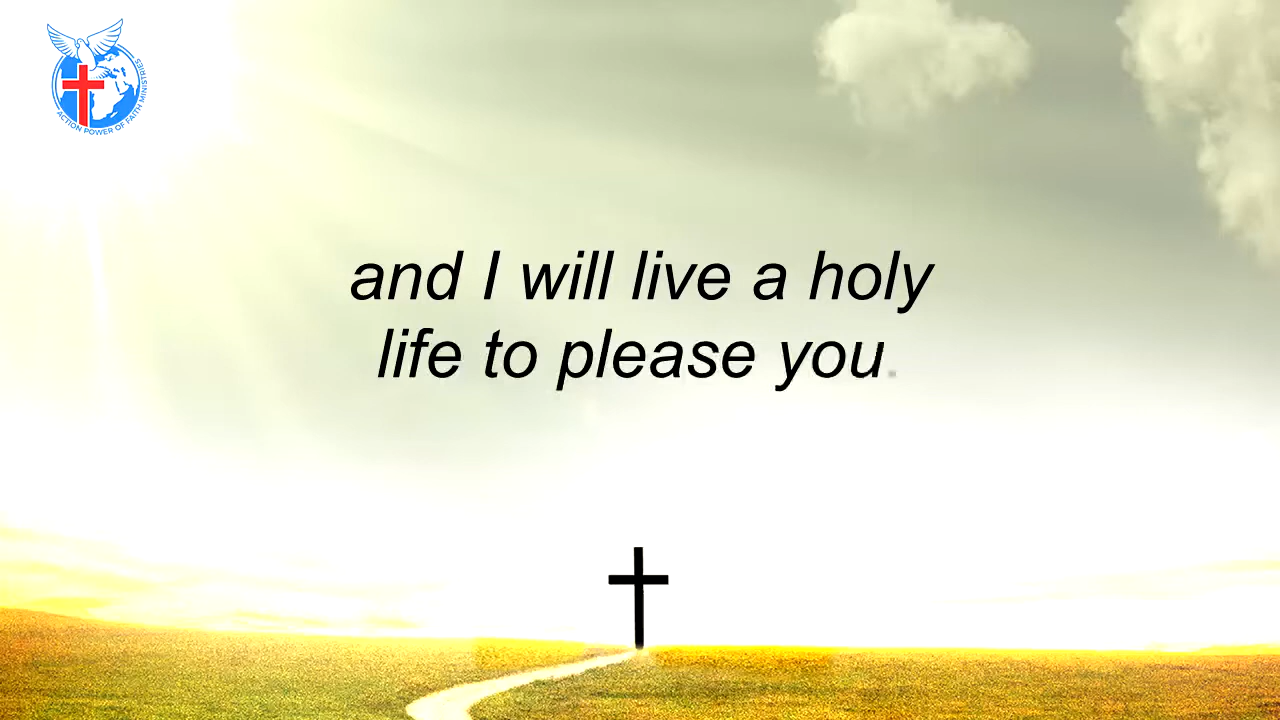 ACTION POWER OF FAITH MINISTRIES
and I will live a holy
life to please you.